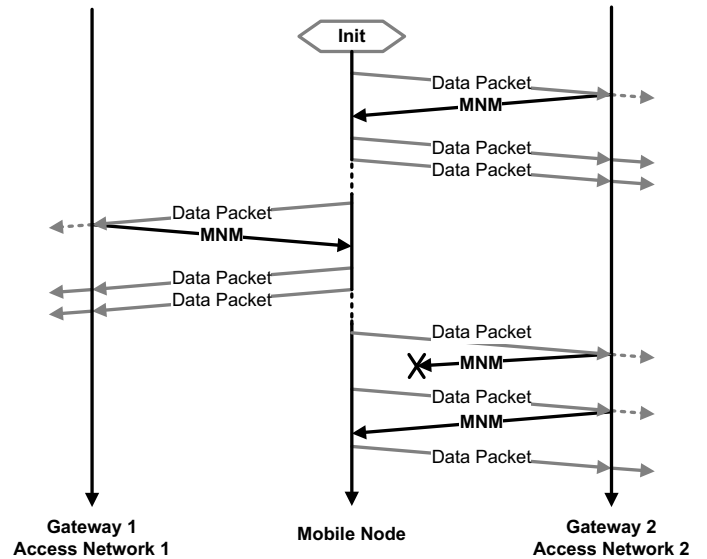 Init
Data Packet
MNM
Data Packet
Data Packet
Data Packet
MNM
Data Packet
Data Packet
Data Packet
MNM
Data Packet
MNM
Data Packet
Gateway 1
Access Network 1
Mobile Node
Gateway 2
Access Network 2